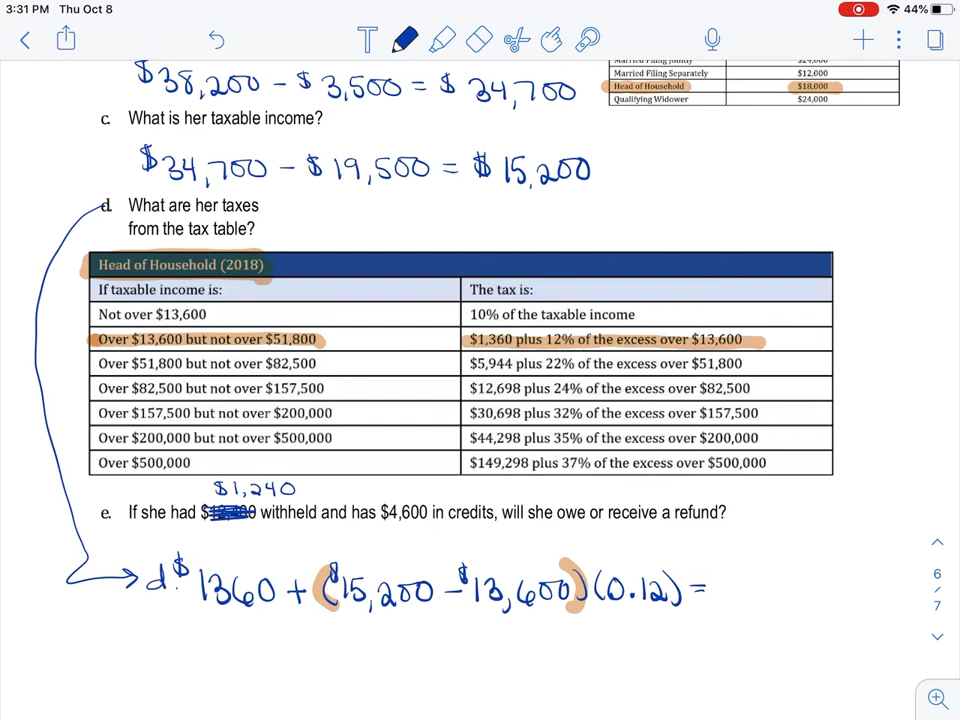 3:31 PM Thu Oct 8 44%
T
$38,200 - $3,500 = $34,700
Married Filing Jointly $24,000
Married Filing Separately $12,000
Head of Household $18,000
Qualifying Widower $24,000
c. What is her taxable income?
$34,700 - $19,500 = $15,200
d. What are her taxes
from the tax table?
Head of Household (2018)
If taxable income is: The tax is:
Not over $13,600 10% of the taxable income
Over $13,600 but not over $51,800 $1,360 plus 12% of the excess over $13,600
Over $51,800 but not over $82,500 $5,944 plus 22% of the excess over $51,800
Over $82,500 but not over $157,500 $12,698 plus 24% of the excess over $82,500
Over $157,500 but not over $200,000 $30,698 plus 32% of the excess over $157,500
Over $200,000 but not over $500,000 $44,298 plus 35% of the excess over $200,000
Over $500,000 $149,298 plus 37% of the excess over $500,000
$1,240
e. If she had $ withheld and has $4,600 in credits, will she owe or receive a refund?
d. $1360 + ($15,200 - $13,600)(0.12) =
6
/
7